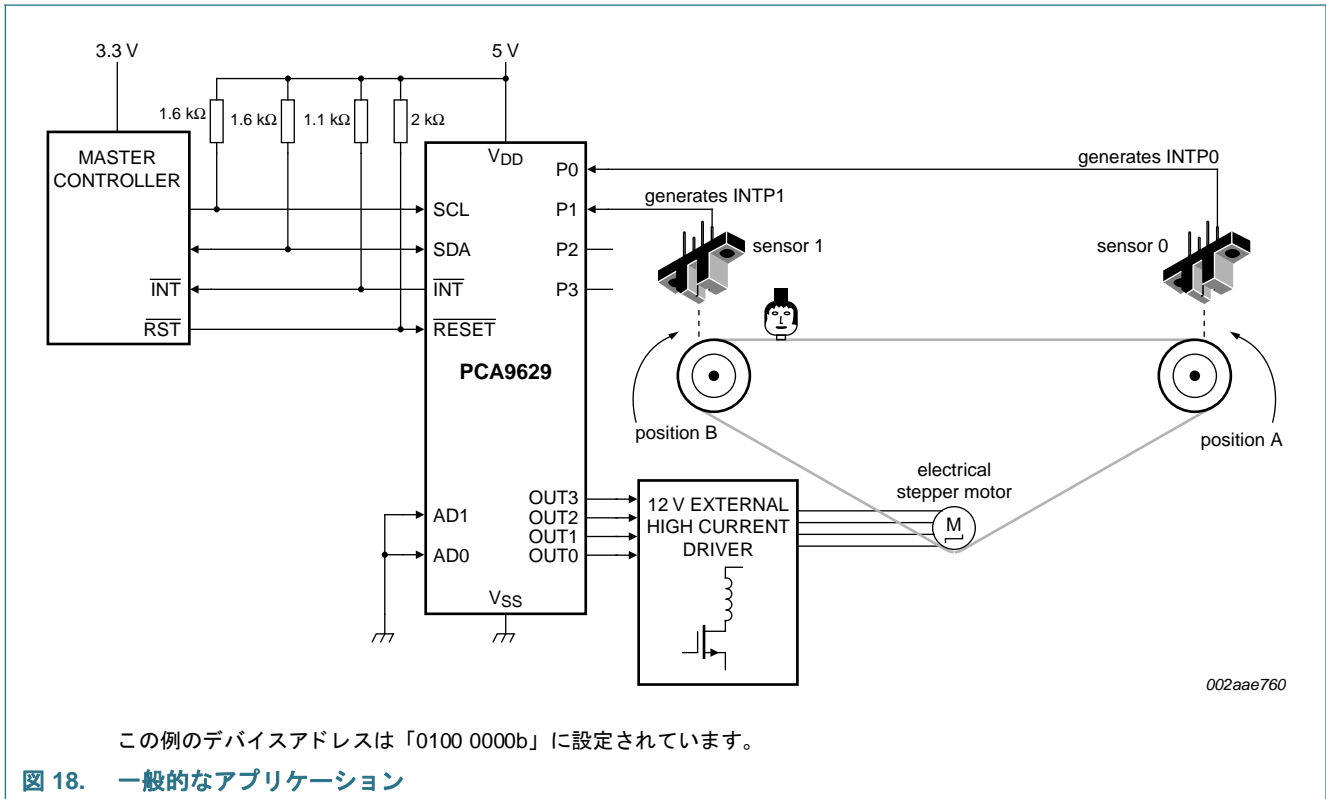 3.3 V
5 V
1.6 kΩ
1.6 kΩ
1.1 kΩ
2 kΩ
MASTER
CONTROLLER
INT
RST
VDD
SCL
SDA
INT
RESET
PCA9629
AD1
AD0
VSS
P0
P1
P2
P3
OUT3
OUT2
OUT1
OUT0
generates INTP0
generates INTP1
sensor 1
sensor 0
position B
position A
electrical
stepper motor
M
12 V EXTERNAL
HIGH CURRENT
DRIVER
002aae760
この例のデバイスアドレスは「0100 0000b」に設定されています。
図 18. 一般的なアプリケーション